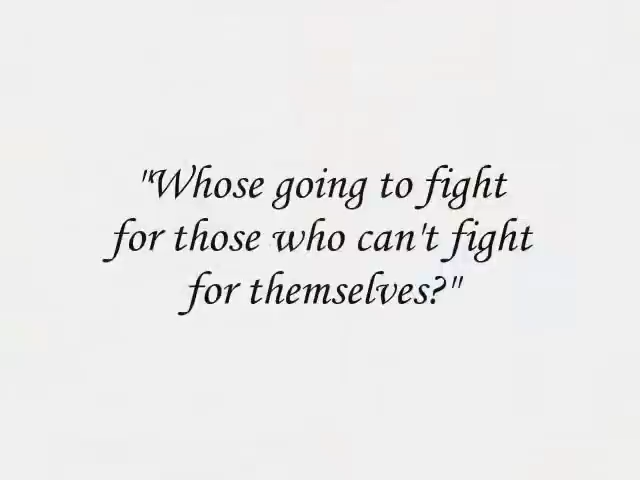 "Whose going to fight
for those who can't fight
for themselves?"